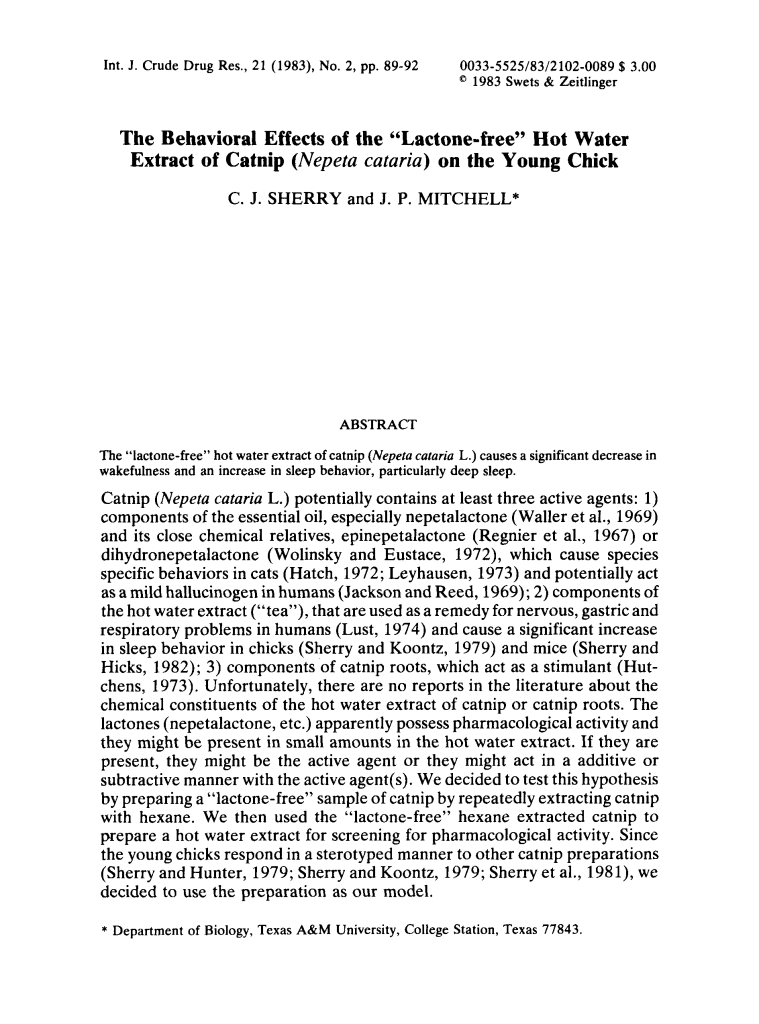 Int. J. Crude Drug Res., 21 (1983), No. 2, pp. 89-92
0033-5525/83/2102-0089 $ 3.00
© 1983 Swets & Zeitlinger
The Behavioral Effects of the “Lactone-free” Hot Water
Extract of Catnip (Nepeta cataria) on the Young Chick
C. J. SHERRY and J. P. MITCHELL*
ABSTRACT
The “lactone-free” hot water extract of catnip (Nepeta cataria L.) causes a significant decrease in
wakefulness and an increase in sleep behavior, particularly deep sleep.
Catnip (Nepeta cataria L.) potentially contains at least three active agents: 1)
components of the essential oil, especially nepetalactone (Waller et al., 1969)
and its close chemical relatives, epinepetalactone (Regnier et al., 1967) or
dihydronepetalactone (Wolinsky and Eustace, 1972), which cause species
specific behaviors in cats (Hatch, 1972; Leyhausen, 1973) and potentially act
as a mild hallucinogen in humans (Jackson and Reed, 1969); 2) components of
the hot water extract (“tea”), that are used as a remedy for nervous, gastric and
respiratory problems in humans (Lust, 1974) and cause a significant increase
in sleep behavior in chicks (Sherry and Koontz, 1979) and mice (Sherry and
Hicks, 1982); 3) components of catnip roots, which act as a stimulant (Hut-
chens, 1973). Unfortunately, there are no reports in the literature about the
chemical constituents of the hot water extract of catnip or catnip roots. The
lactones (nepetalactone, etc.) apparently possess pharmacological activity and
they might be present in small amounts in the hot water extract. If they are
present, they might be the active agent or they might act in a additive or
subtractive manner with the active agent(s). We decided to test this hypothesis
by preparing a “lactone-free” sample of catnip by repeatedly extracting catnip
with hexane. We then used the “lactone-free” hexane extracted catnip to
prepare a hot water extract for screening for pharmacological activity. Since
the young chicks respond in a sterotyped manner to other catnip preparations
(Sherry and Hunter, 1979; Sherry and Koontz, 1979; Sherry et al., 1981), we
decided to use the preparation as our model.
* Department of Biology, Texas A&M University, College Station, Texas 77843.